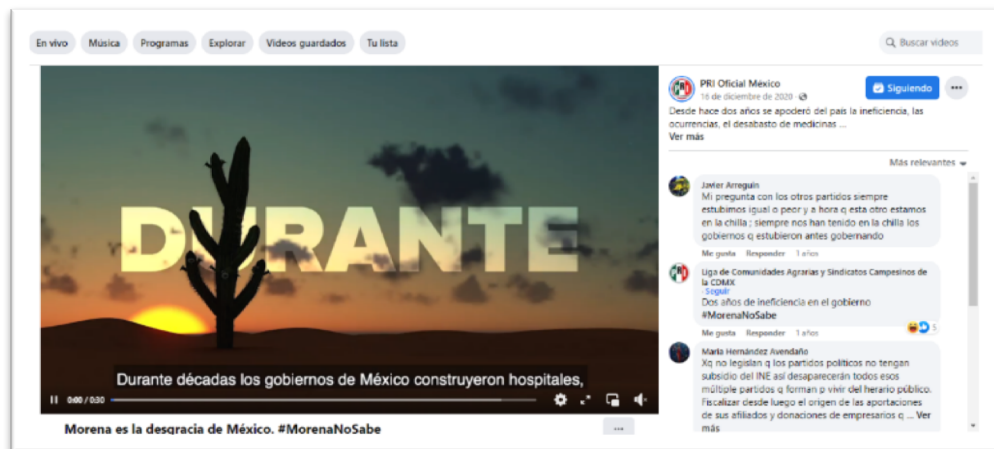 En vivo Música Programas Explorar Videos guardados Tu lista
Buscar videos
DURANTE
Durante décadas los gobiernos de México construyeron hospitales,
0:00 / 0:30
Morena es la desgracia de México. #MorenaNoSabe
PRI Oficial México
16 de diciembre de 2020
Siguiendo
Desde hace dos años se apoderó del país la ineficiencia, las
ocurrencias, el desabasto de medicinas ...
Ver más
Más relevantes
Javier Arreguin
Mi pregunta con los otros partidos siempre
estubimos igual o peor y a hora q esta otro estamos
en la chilla ; siempre nos han tenido en la chilla los
gobiernos q estubieron antes gobernando
Me gusta Responder 1 años
Liga de Comunidades Agrarias y Sindicatos Campesinos de
la CDMX
· Seguir
Dos años de ineficiencia en el gobierno
#MorenaNoSabe
Me gusta Responder 1 años
5
Maria Hernández Avendaño
Xq no legislan q los partidos políticos no tengan
subsidio del INE así desaparecerán todos esos
múltiple partidos q forman p vivir del herario público.
Fiscalizar desde luego el origen de las aportaciones
de sus afiliados y donaciones de empresarios q ... Ver
más